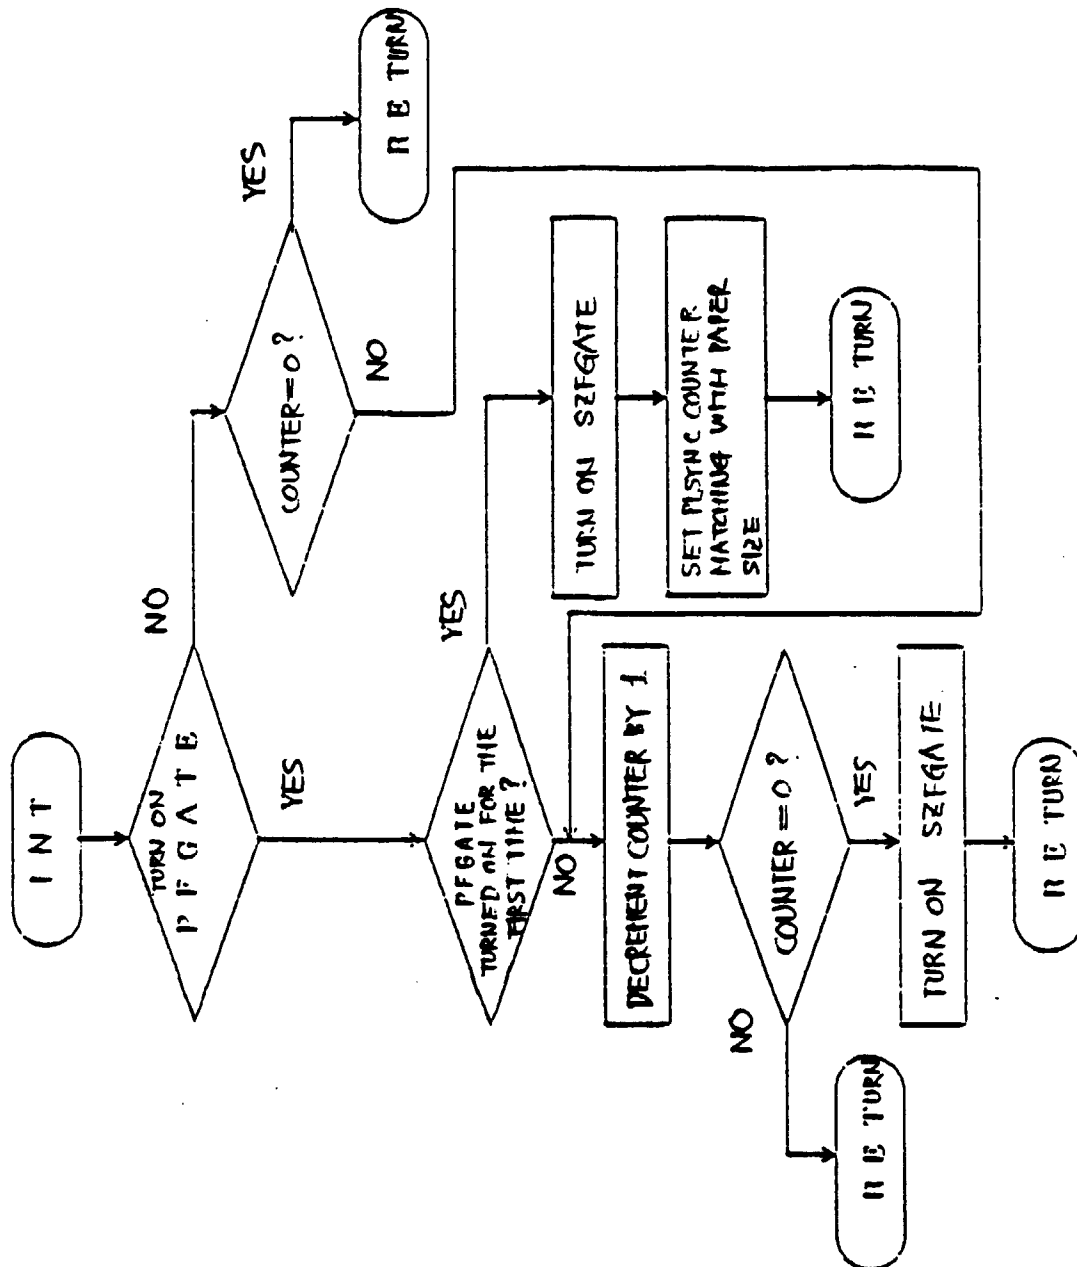 INT
TURN ON
PFGATE
NO
YES
COUNTER=0?
YES
RETURN
NO
PFGATE
TURNED ON FOR THE
FIRST TIME?
YES
TURN ON SZFGATE
SET PLSYNC COUNTER
MATCHING WITH PAPER
SIZE
RETURN
NO
DECREMENT COUNTER BY 1
COUNTER=0?
NO
RETURN
YES
TURN ON SZFGATE
RETURN